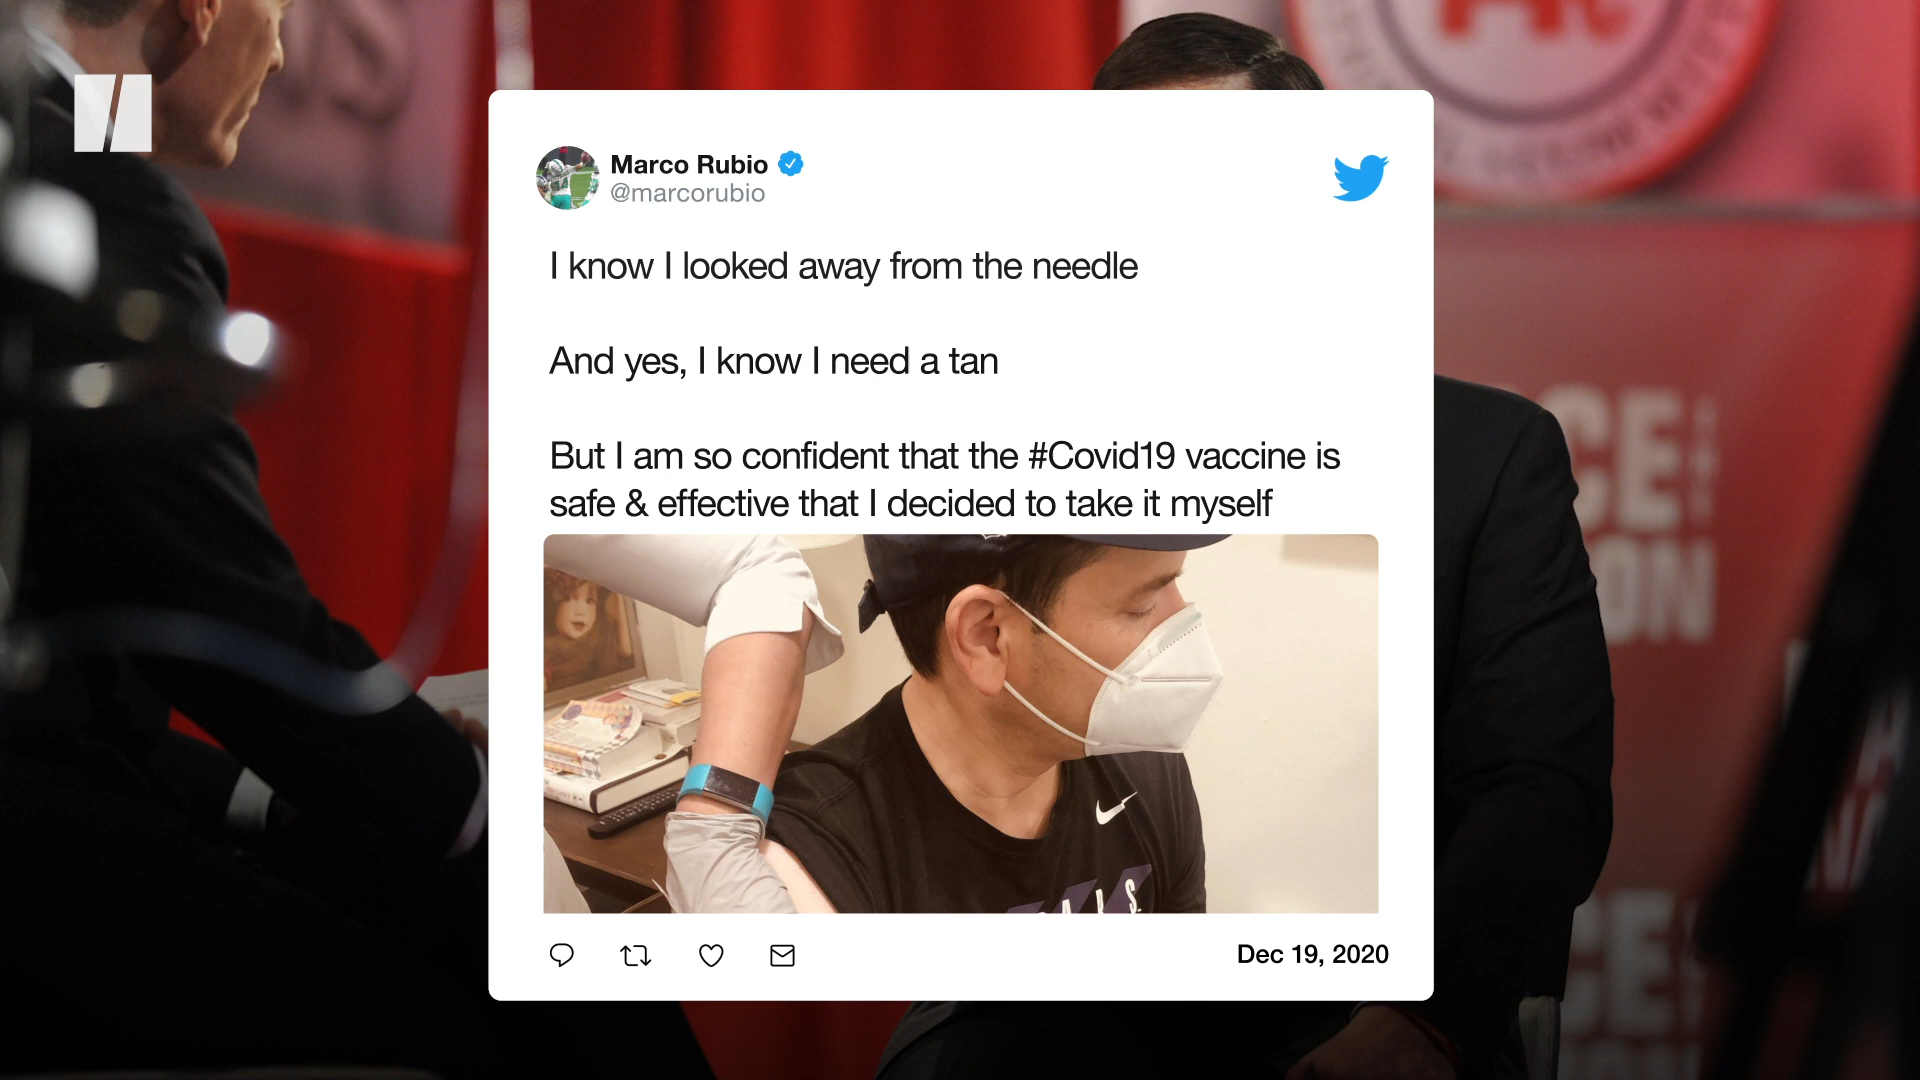 Marco Rubio
@marcorubio
I know I looked away from the needle
And yes, I know I need a tan
But I am so confident that the #Covid19 vaccine is
safe & effective that I decided to take it myself
Dec 19, 2020